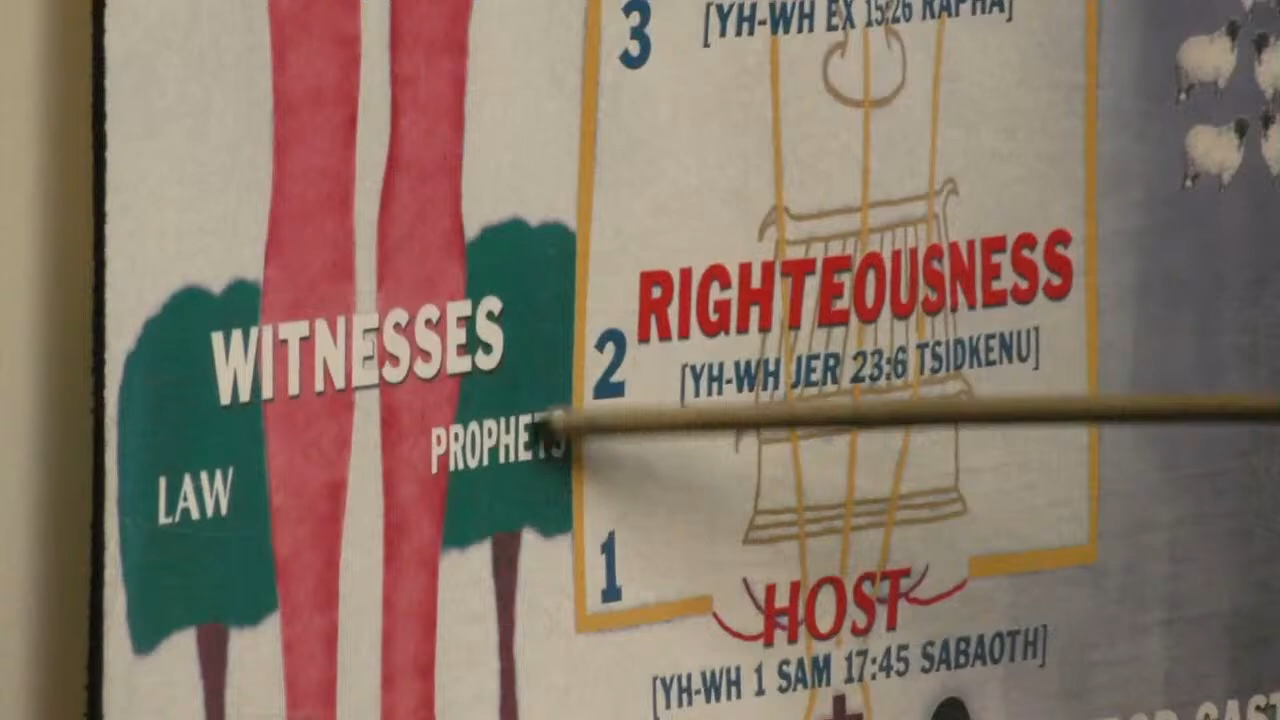 3
[YH-WH EX 15:26 RAPHA]
RIGHTEOUSNESS
2
[YH-WH JER 23:6 TSIDKENU]
WITNESSES
PROPHETS
LAW
1
HOST
[YH-WH 1 SAM 17:45 SABAOTH]